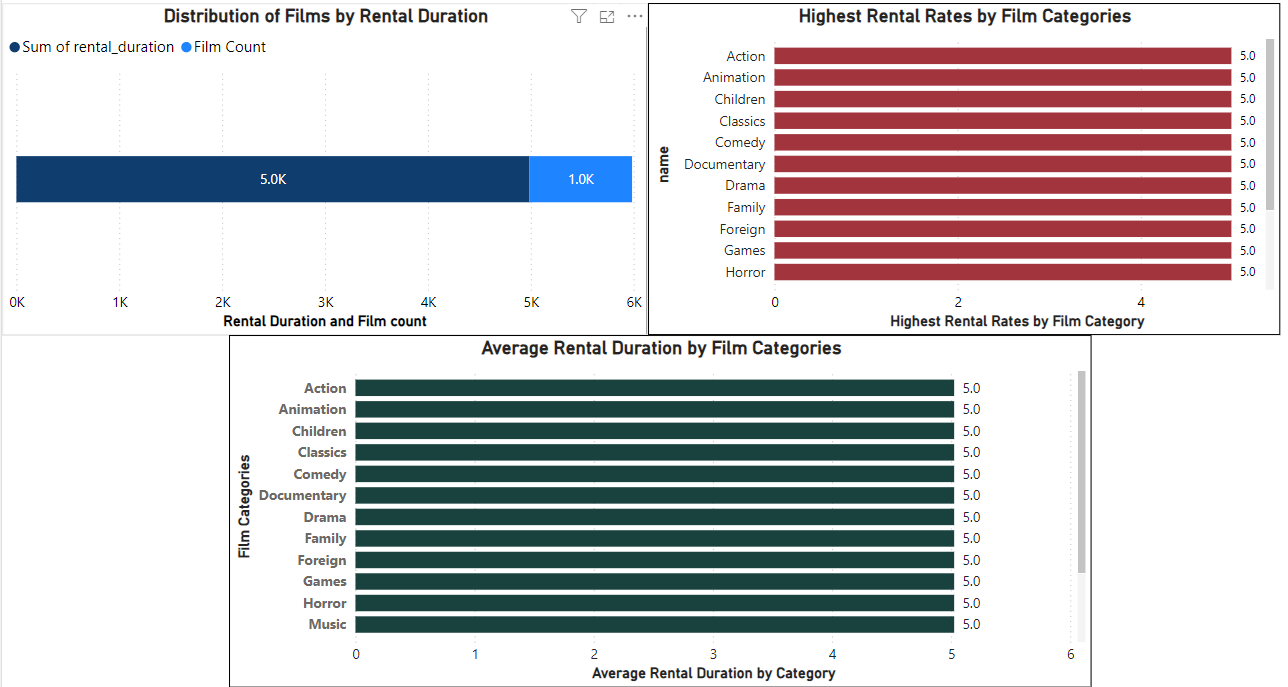 Distribution of Films by Rental Duration
Sum of rental_duration Film Count
5.0K 1.0K
0K 1K 2K 3K 4K 5K 6K
Rental Duration and Film count
Highest Rental Rates by Film Categories
name
Action 5.0
Animation 5.0
Children 5.0
Classics 5.0
Comedy 5.0
Documentary 5.0
Drama 5.0
Family 5.0
Foreign 5.0
Games 5.0
Horror 5.0
0 2 4
Highest Rental Rates by Film Category
Average Rental Duration by Film Categories
Film Categories
Action 5.0
Animation 5.0
Children 5.0
Classics 5.0
Comedy 5.0
Documentary 5.0
Drama 5.0
Family 5.0
Foreign 5.0
Games 5.0
Horror 5.0
Music 5.0
0 1 2 3 4 5 6
Average Rental Duration by Category